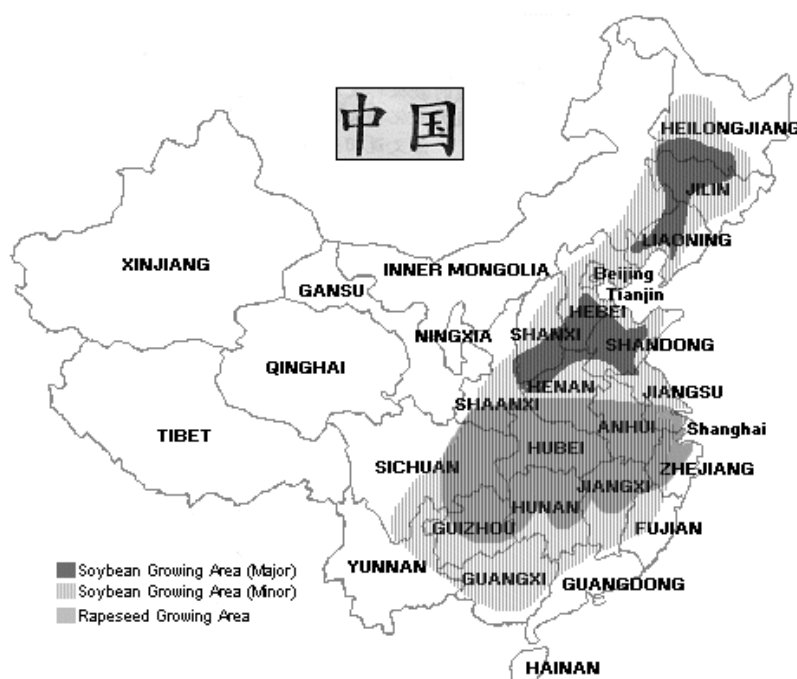 中国
HEILONGJIANG
JILIN
LIAONING
XINJIANG
INNER MONGOLIA
Beijing
GANSU
Tianjin
HEBEI
NINGXIA
SHANXI
SHANDONG
QINGHAI
HENAN
JIANGSU
SHAANXI
TIBET
ANHUI
Shanghai
HUBEI
SICHUAN
ZHEJIANG
JIANGXI
HUNAN
GUIZHOU
FUJIAN
YUNNAN
GUANGXI
GUANGDONG
Soybean Growing Area (Major)
Soybean Growing Area (Minor)
Rapeseed Growing Area
HAINAN